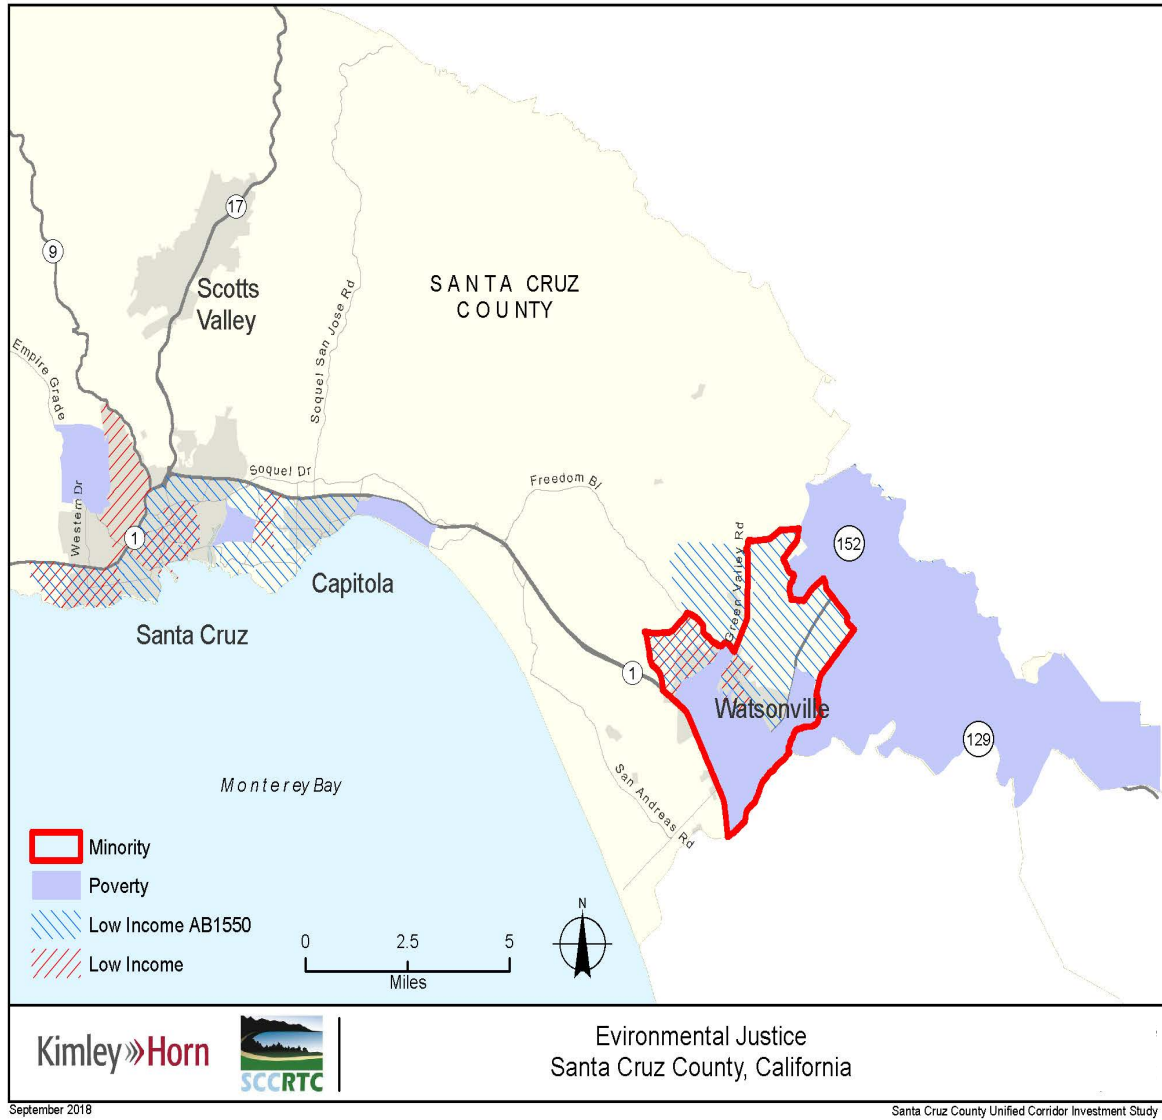 17
9
Scotts
Valley
SANTA CRUZ
COUNTY
Soquel San Jose Rd
Empire Grade
Soquel Dr
Western Dr
Freedom Bl
1
152
Green Valley Rd
Capitola
Santa Cruz
1
Watsonville
129
Monterey Bay
San Andreas Rd
Minority
Poverty
Low Income AB1550
Low Income
N
0 2.5 5
Miles
Kimley»Horn
SCCRTC
Evironmental Justice
Santa Cruz County, California
September 2018
Santa Cruz County Unified Corridor Investment Study